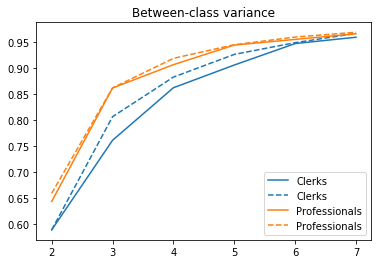 Between-class variance
0.95
0.90
0.85
0.80
0.75
0.70
0.65
0.60
2 3 4 5 6 7
Clerks
Clerks
Professionals
Professionals